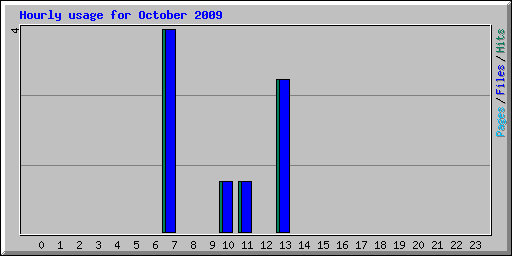 Hourly usage for October 2009
4
Pages/Files/Hits
0 1 2 3 4 5 6 7 8 9 10 11 12 13 14 15 16 17 18 19 20 21 22 23